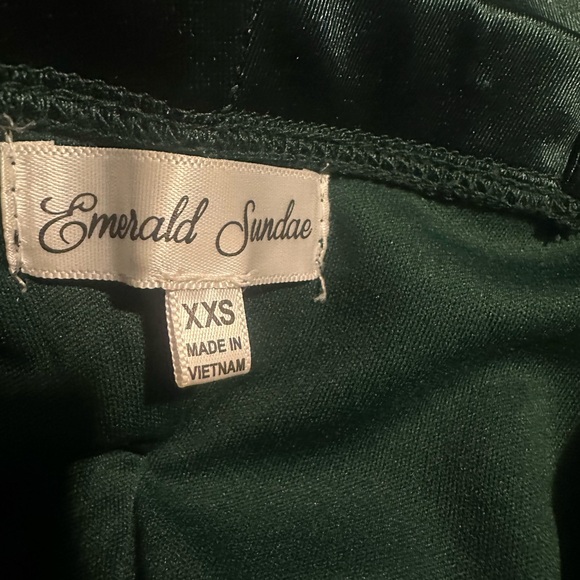 Emerald Sundae
XXS
MADE IN
VIETNAM